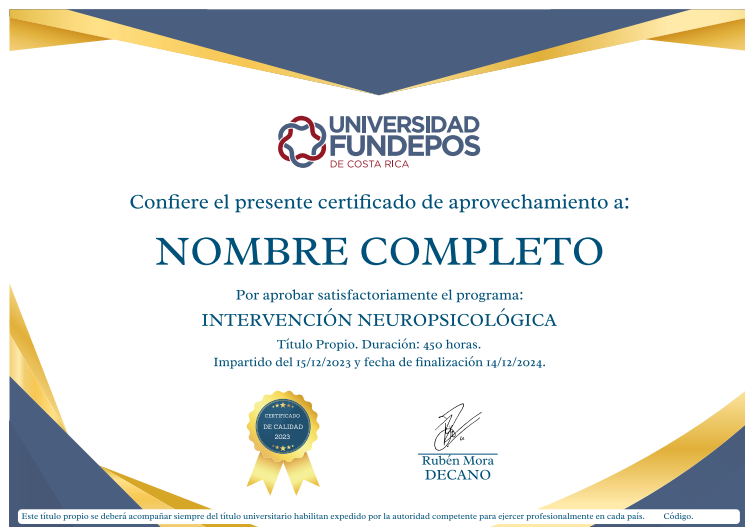 UNIVERSIDAD
FUNDEPOS
DE COSTA RICA
Confiere el presente certificado de aprovechamiento a:
NOMBRE COMPLETO
Por aprobar satisfactoriamente el programa:
INTERVENCIÓN NEUROPSICOLÓGICA
Título Propio. Duración: 450 horas.
Impartido del 15/12/2023 y fecha de finalización 14/12/2024.
CERTIFICADO
DE CALIDAD
2023
Rubén Mora
DECANO
Este título propio se deberá acompañar siempre del título universitario habilitan expedido por la autoridad competente para ejercer profesionalmente en cada país. Código.